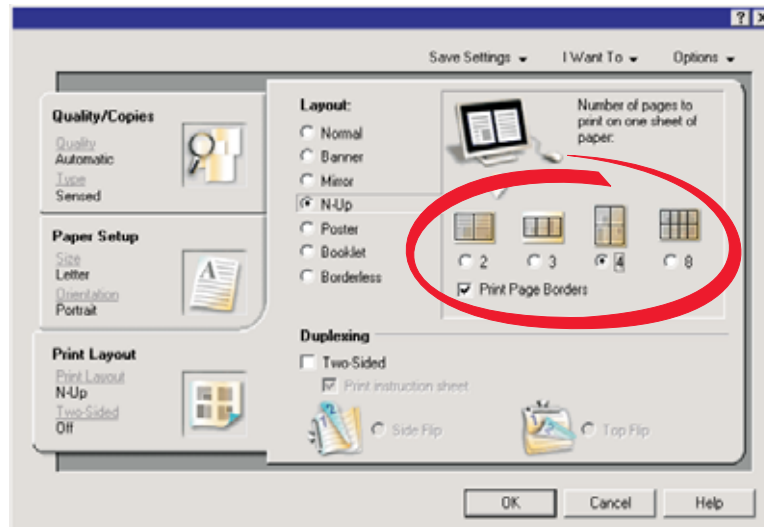 Save Settings I Want To Options
Quality/Copies
Quality
Automatic
Type
Sensed
Paper Setup
Size
Letter
Orientation
Portrait
Print Layout
Print Layout
N-Up
Two-Sided
Off
Layout:
Normal
Banner
Mirror
N-Up
Poster
Booklet
Borderless
Number of pages to
print on one sheet of
paper:
2 3 4 8
Print Page Borders
Duplexing
Two-Sided
Print instruction sheet
Side Flip Top Flip
OK Cancel Help